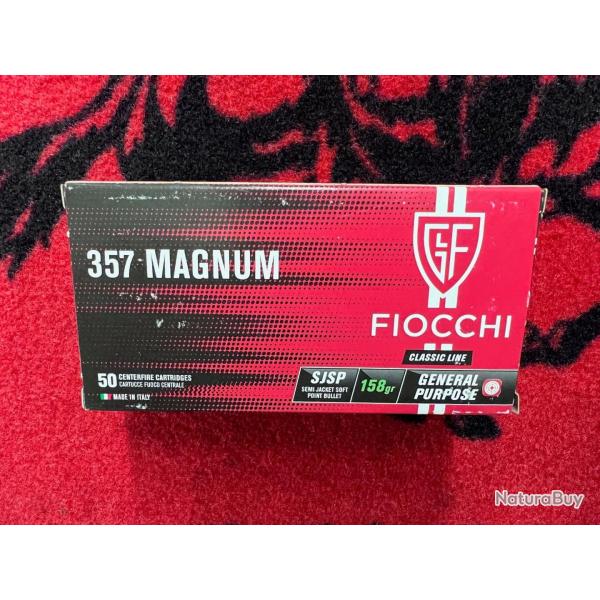 357 MAGNUM
GLF
FIOCCHI
CLASSIC LINE
50 CENTERFIRE CARTRIDGES
CARTUCCE FUOCO CENTRALE
MADE IN ITALY
SJSP
SEMI JACKET SOFT
POINT BULLET
158gr
GENERAL
PURPOSE
NaturaBuy